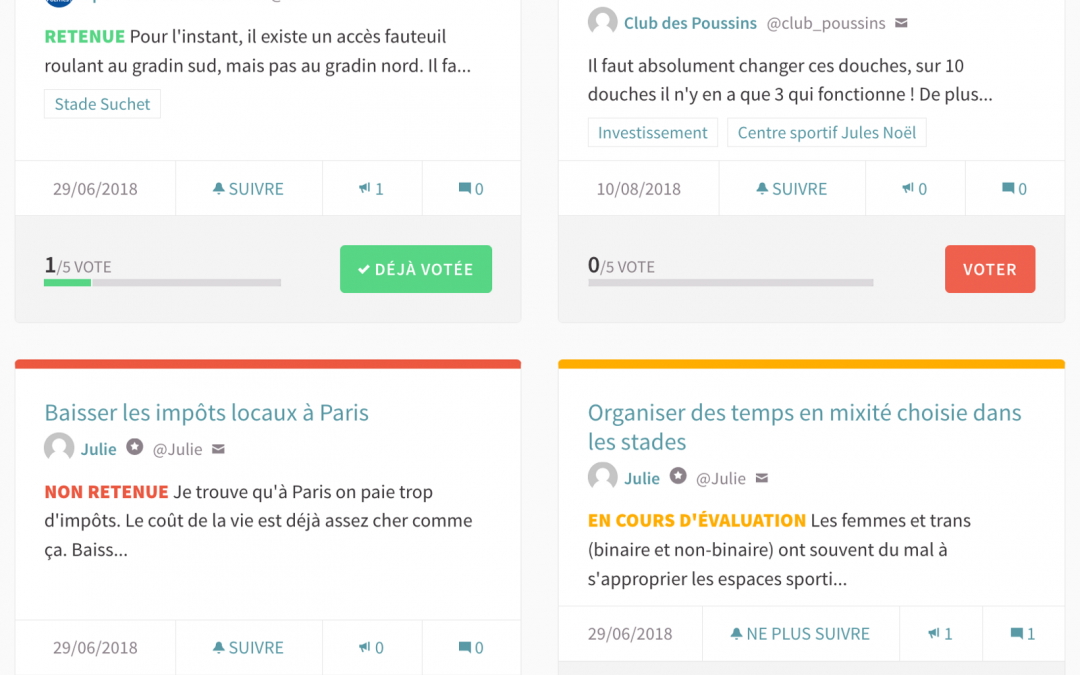 RETENUE Pour l'instant, il existe un accès fauteuil
roulant au gradin sud, mais pas au gradin nord. Il fa...
Stade Suchet
29/06/2018
SUIVRE
1
0
1/5 VOTE
DÉJÀ VOTÉE
Club des Poussins @club_poussins
Il faut absolument changer ces douches, sur 10
douches il n'y en a que 3 qui fonctionne ! De plus...
Investissement
Centre sportif Jules Noël
10/08/2018
SUIVRE
0
0
0/5 VOTE
VOTER
Baisser les impôts locaux à Paris
Julie @Julie
NON RETENUE Je trouve qu'à Paris on paie trop
d'impôts. Le coût de la vie est déjà assez cher comme
ça. Baiss...
29/06/2018
SUIVRE
0
0
Organiser des temps en mixité choisie dans
les stades
Julie @Julie
EN COURS D'ÉVALUATION Les femmes et trans
(binaire et non-binaire) ont souvent du mal à
s'approprier les espaces sporti...
29/06/2018
NE PLUS SUIVRE
1
1